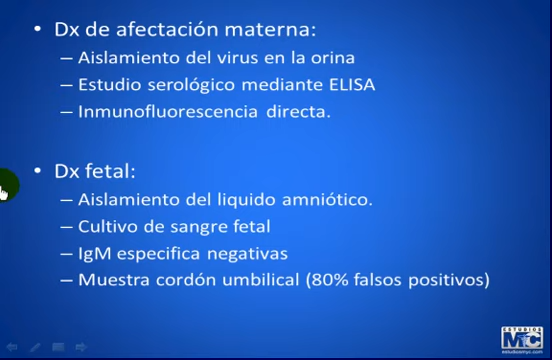 • Dx de afectación materna:
– Aislamiento del virus en la orina
– Estudio serológico mediante ELISA
– Inmunofluorescencia directa.
• Dx fetal:
– Aislamiento del liquido amniótico.
– Cultivo de sangre fetal
– IgM especifica negativas
– Muestra cordón umbilical (80% falsos positivos)
ESTUDIOS
MyC
estudiosmyc.com